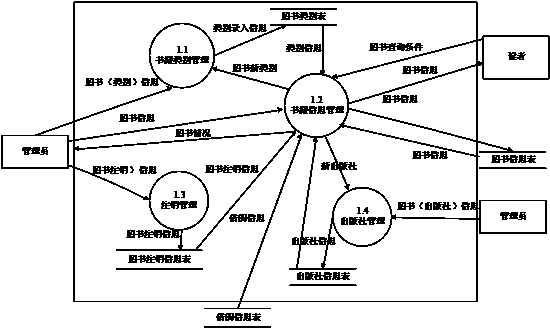 图书类别表
类别录入信息
1.1
书籍类别管理
类别信息
图书查询条件
读者
图书信息
图书新类别
图书（类别）信息
1.2
书籍信息管理
图书信息
图书信息
图书情况
管理员
图书信息
图书信息表
图书注销）信息
图书注销信息
新出版社
1.3
注销管理
借阅信息
1.4
出版社管理
图书（出版社）信息
管理员
图书注销信息
出版社信息
图书注销信息表
出版社信息表
借阅信息表